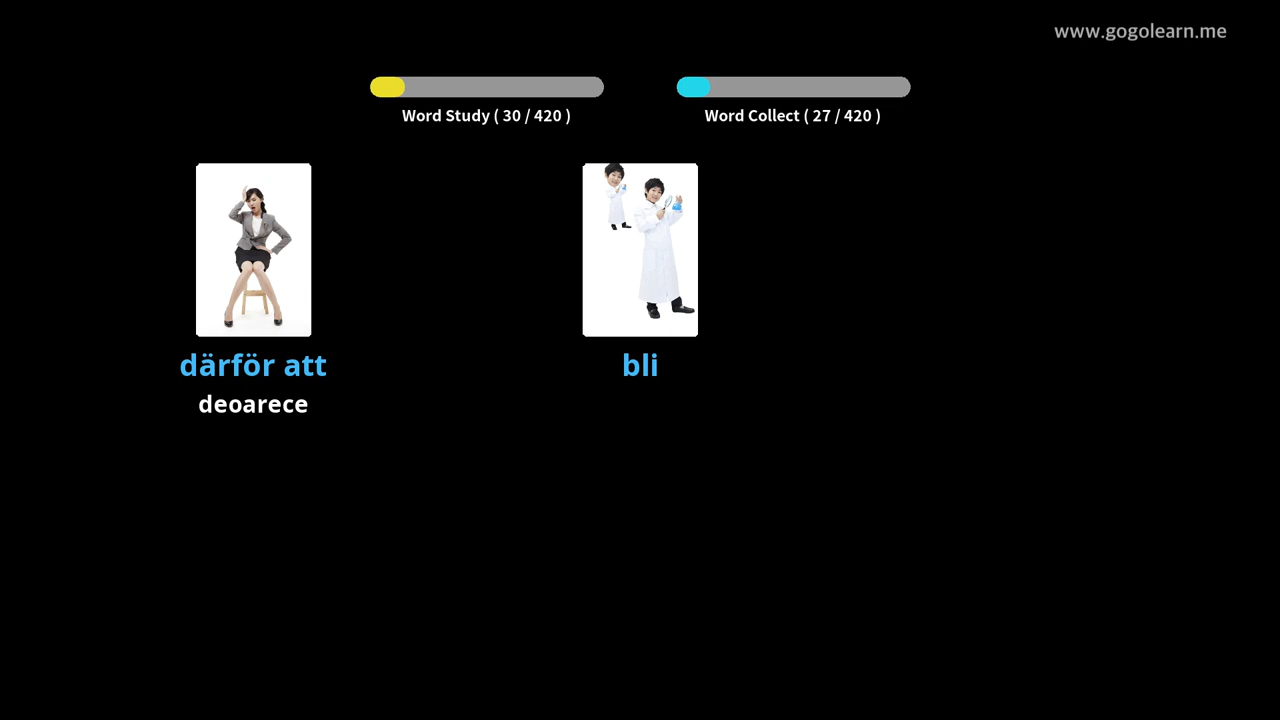 www.gogolearn.me
Word Study ( 30 / 420 )
Word Collect ( 27 / 420 )
därför att
bli
deoarece